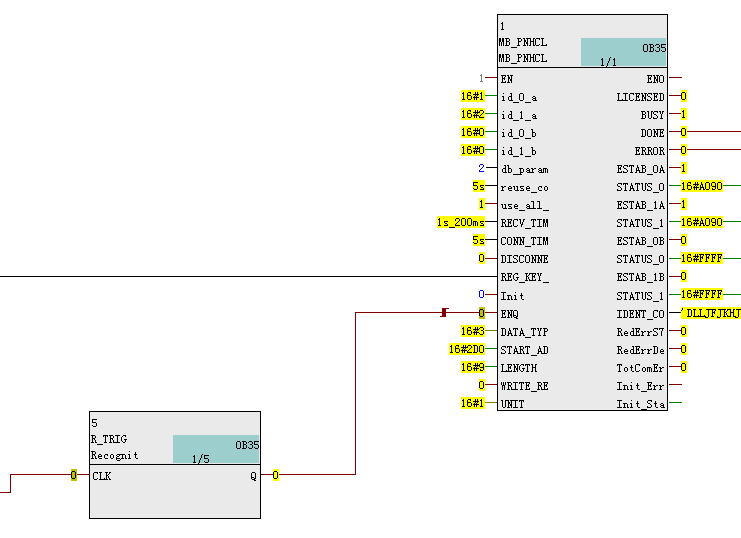 1
MB_PNHCL
OB35
MB_PNHCL
1/1
1 EN ENO
16#1 id_0_a LICENSED 0
16#2 id_1_a BUSY 1
16#0 id_0_b DONE 0
16#0 id_1_b ERROR 0
2 db_param ESTAB_0A 1
5s reuse_co STATUS_0 16#A090
1 use_all_ ESTAB_1A 1
1s_200ms RECV_TIM STATUS_1 16#A090
5s CONN_TIM ESTAB_0B 0
0 DISCONNE STATUS_0 16#FFFF
REG_KEY_ ESTAB_1B 0
0 Init STATUS_1 16#FFFF
0 ENQ IDENT_CO 'DLLJFJKHJ
16#3 DATA_TYP RedErrS7 0
16#2D0 START_AD RedErrDe 0
16#9 LENGTH TotComEr 0
0 WRITE_RE Init_Err
16#1 UNIT Init_Sta
5
R_TRIG
OB35
Recognit
1/5
0 CLK Q 0